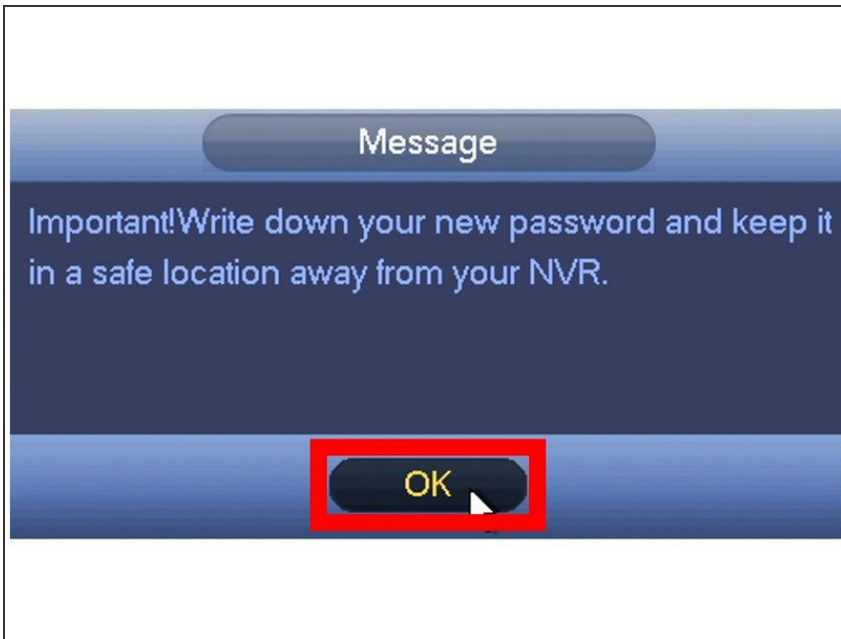 Message
Important!Write down your new password and keep it
in a safe location away from your NVR.
OK